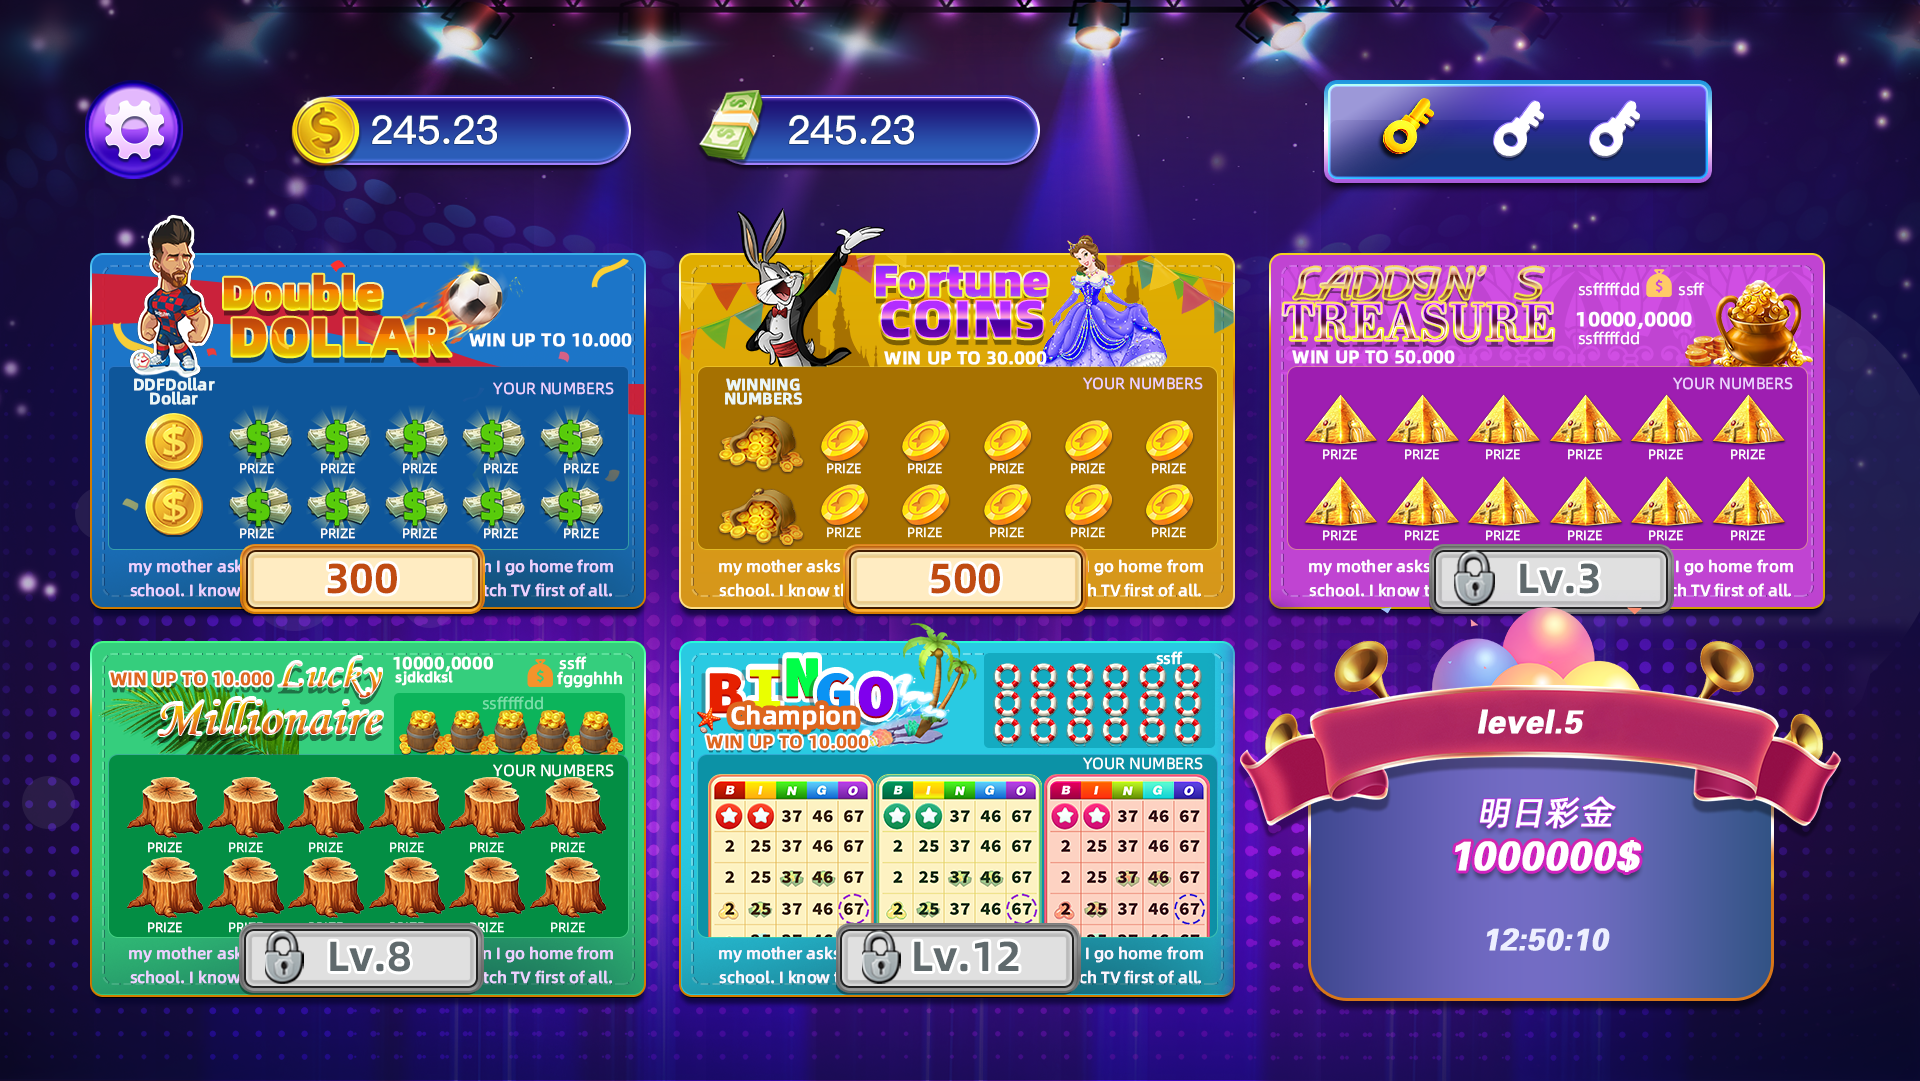 245.23
245.23
Double
DOLLAR
WIN UP TO 10.000
DDFDollar
Dollar
YOUR NUMBERS
PRIZE PRIZE PRIZE PRIZE PRIZE
PRIZE PRIZE PRIZE PRIZE PRIZE
my mother ask
n I go home from
school. I know
tch TV first of all.
300
Fortune
COINS
WIN UP TO 30.000
WINNING
NUMBERS
YOUR NUMBERS
PRIZE PRIZE PRIZE PRIZE PRIZE
PRIZE PRIZE PRIZE PRIZE PRIZE
my mother asks
I go home from
school. I know th
h TV first of all.
500
LADDIN'S
TREASURE
WIN UP TO 50.000
ssfffffdd ssff
10000,0000
ssfffffdd
YOUR NUMBERS
PRIZE PRIZE PRIZE PRIZE PRIZE PRIZE
PRIZE PRIZE PRIZE PRIZE PRIZE PRIZE
my mother asks
I go home from
school. I know t
ch TV first of all.
Lv.3
WIN UP TO 10.000 Lucky
Millionaire
10000,0000
sjdkdksl
ssff
fggghhh
ssfffffdd
YOUR NUMBERS
PRIZE PRIZE PRIZE PRIZE PRIZE PRIZE
PRIZE PRIZE PRIZE PRIZE PRIZE PRIZE
my mother ask
n I go home from
school. I know
tch TV first of all.
Lv.8
BINGO
Champion
WIN UP TO 10.000
ssff
YOUR NUMBERS
B I N G O B I N G O B I N G O
37 46 67 37 46 67 37 46 67
2 25 37 46 67 2 25 37 46 67 2 25 37 46 67
2 25 37 46 67 2 25 37 46 67 2 25 37 46 67
2 25 37 46 67 2 25 37 46 67 2 25 37 46 67
my mother asks
I go home from
school. I know
ch TV first of all.
Lv.12
level.5
明日彩金
1000000$
12:50:10